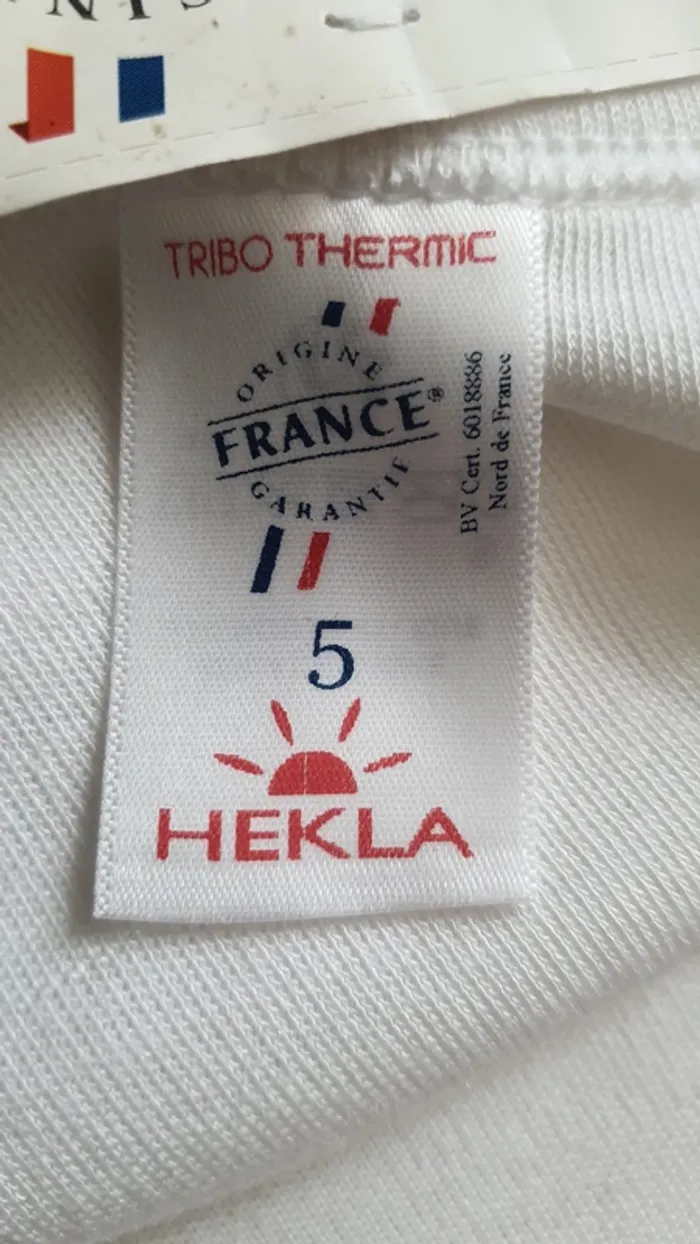 TRIBO THERMIC
ORIGINE
FRANCE®
GARANTIE
BV Cert. 6018886
Nord de France
5
HEKLA